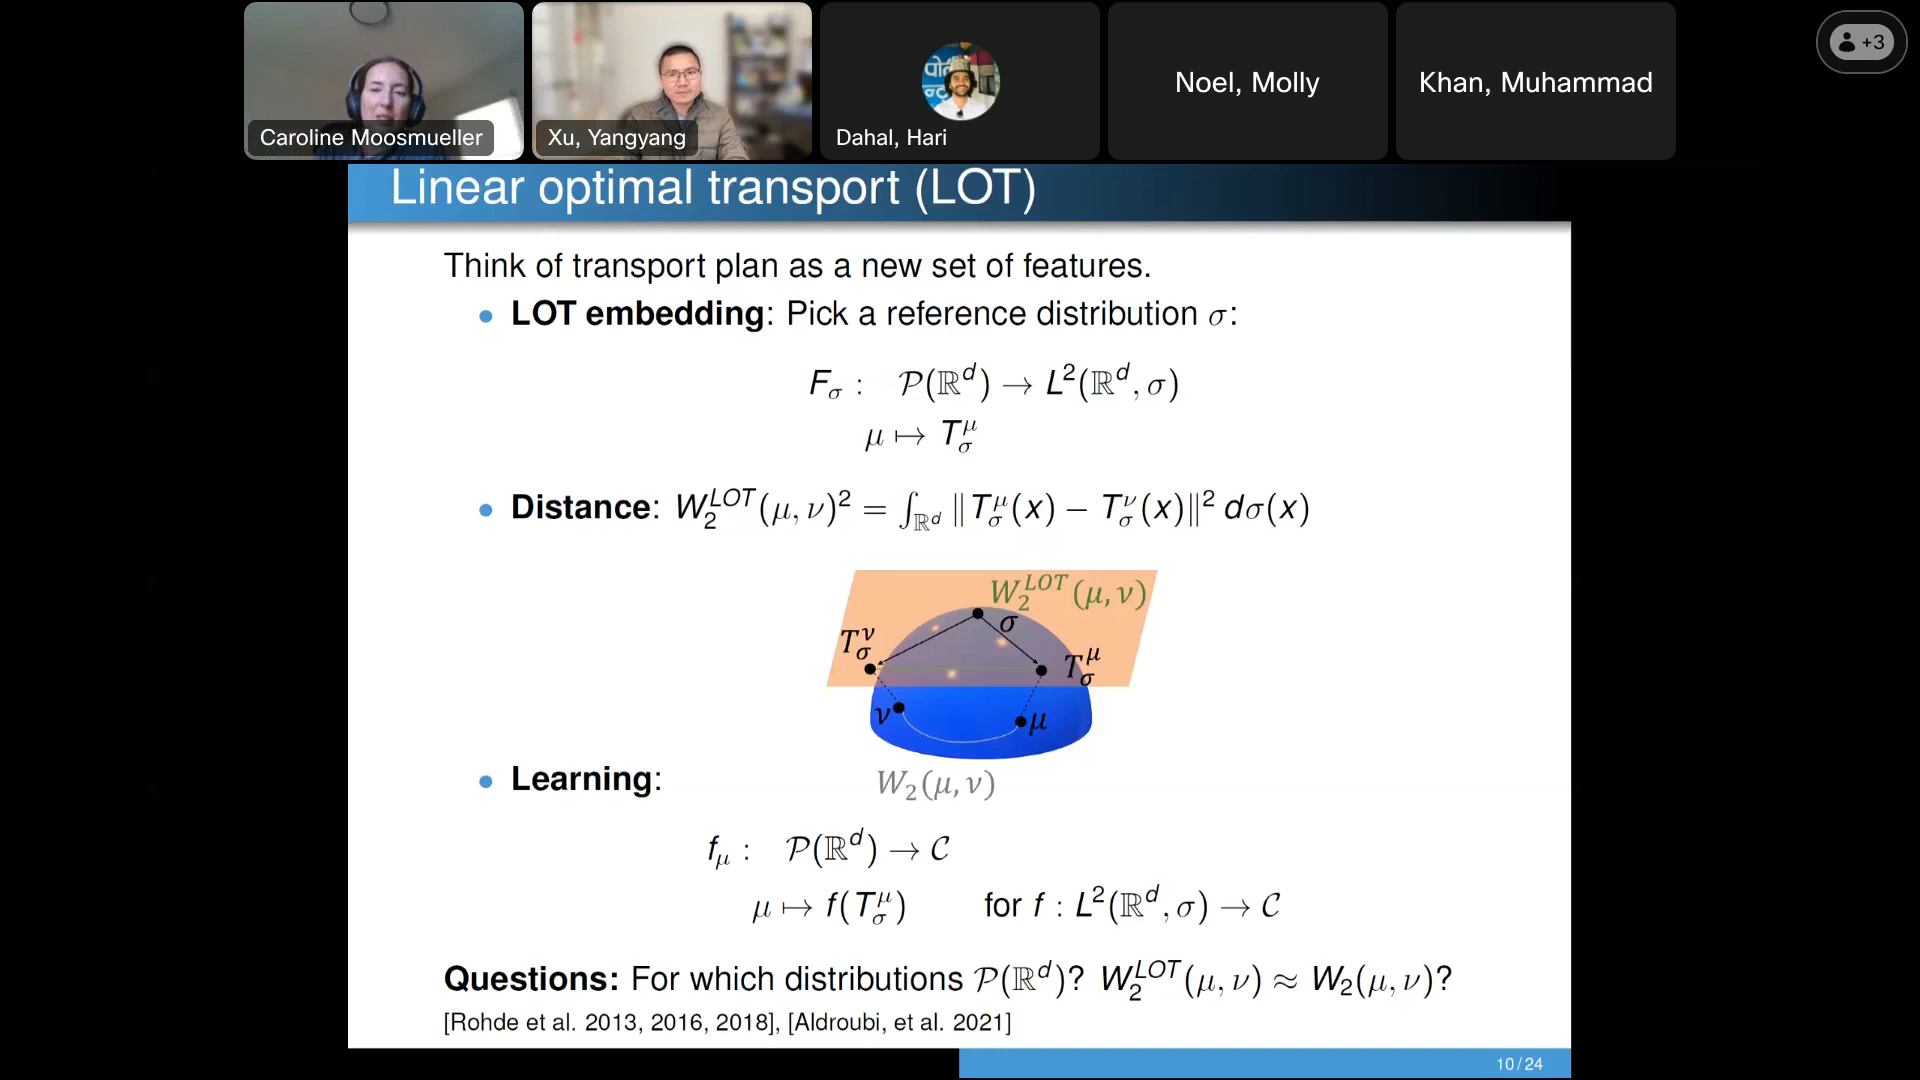 Caroline Moosmueller
Xu, Yangyang
Dahal, Hari
Noel, Molly
Khan, Muhammad
+3
Linear optimal transport (LOT)
Think of transport plan as a new set of features.
• LOT embedding: Pick a reference distribution σ:
F_σ : 𝒫(ℝ^d) → L²(ℝ^d, σ)
μ ↦ T_σ^μ
• Distance: W_2^{LOT}(μ, ν)² = ∫_{ℝ^d} ‖T_σ^μ(x) − T_σ^ν(x)‖² dσ(x)
W_2^{LOT}(μ, ν)
σ
T_σ^ν
T_σ^μ
ν
μ
W_2(μ, ν)
• Learning:
f_μ : 𝒫(ℝ^d) → 𝒞
μ ↦ f(T_σ^μ) for f : L²(ℝ^d, σ) → 𝒞
Questions: For which distributions 𝒫(ℝ^d)? W_2^{LOT}(μ, ν) ≈ W_2(μ, ν)?
[Rohde et al. 2013, 2016, 2018], [Aldroubi, et al. 2021]
10/24